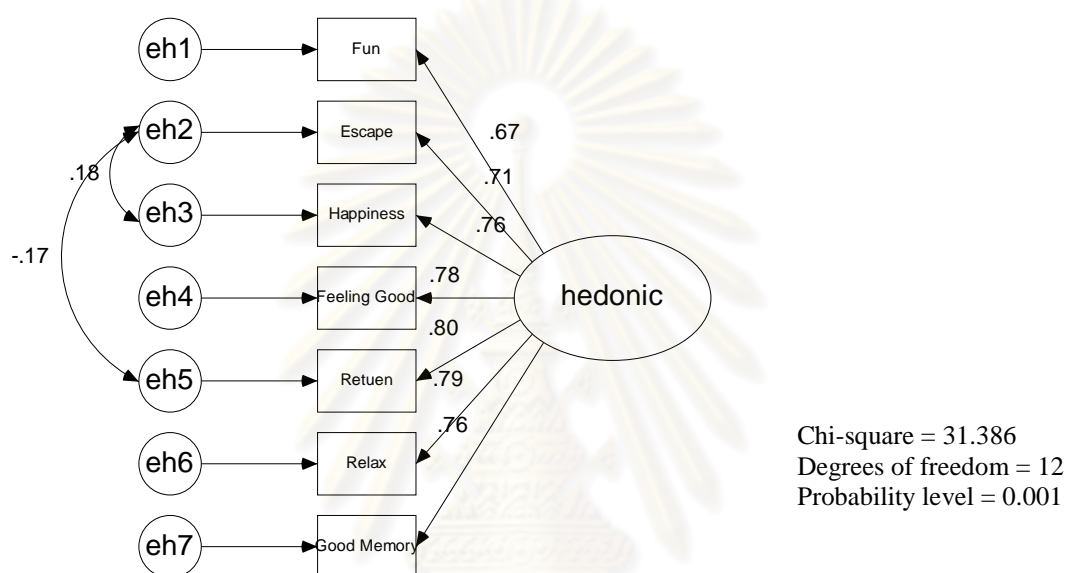 eh1
Fun
.67
eh2
Escape
.71
.18
eh3
Happiness
.76
-.17
eh4
Feeling Good
.78
hedonic
.80
eh5
Retuen
.79
eh6
Relax
.76
eh7
Good Memory
Chi-square = 31.386
Degrees of freedom = 12
Probability level = 0.001